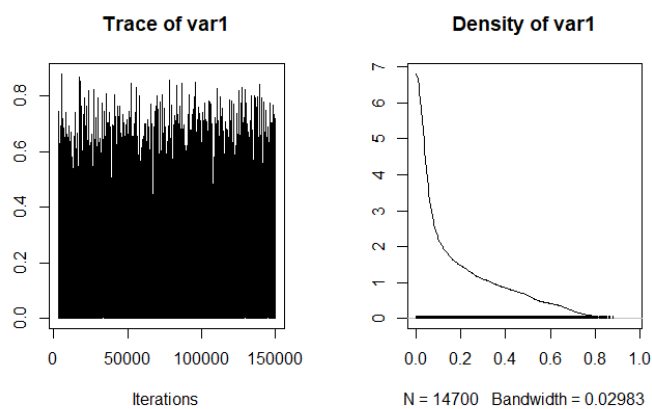 Trace of var1
0.0 0.2 0.4 0.6 0.8
0 50000 100000 150000
Iterations
Density of var1
0 1 2 3 4 5 6 7
0.0 0.2 0.4 0.6 0.8 1.0
N = 14700 Bandwidth = 0.02983